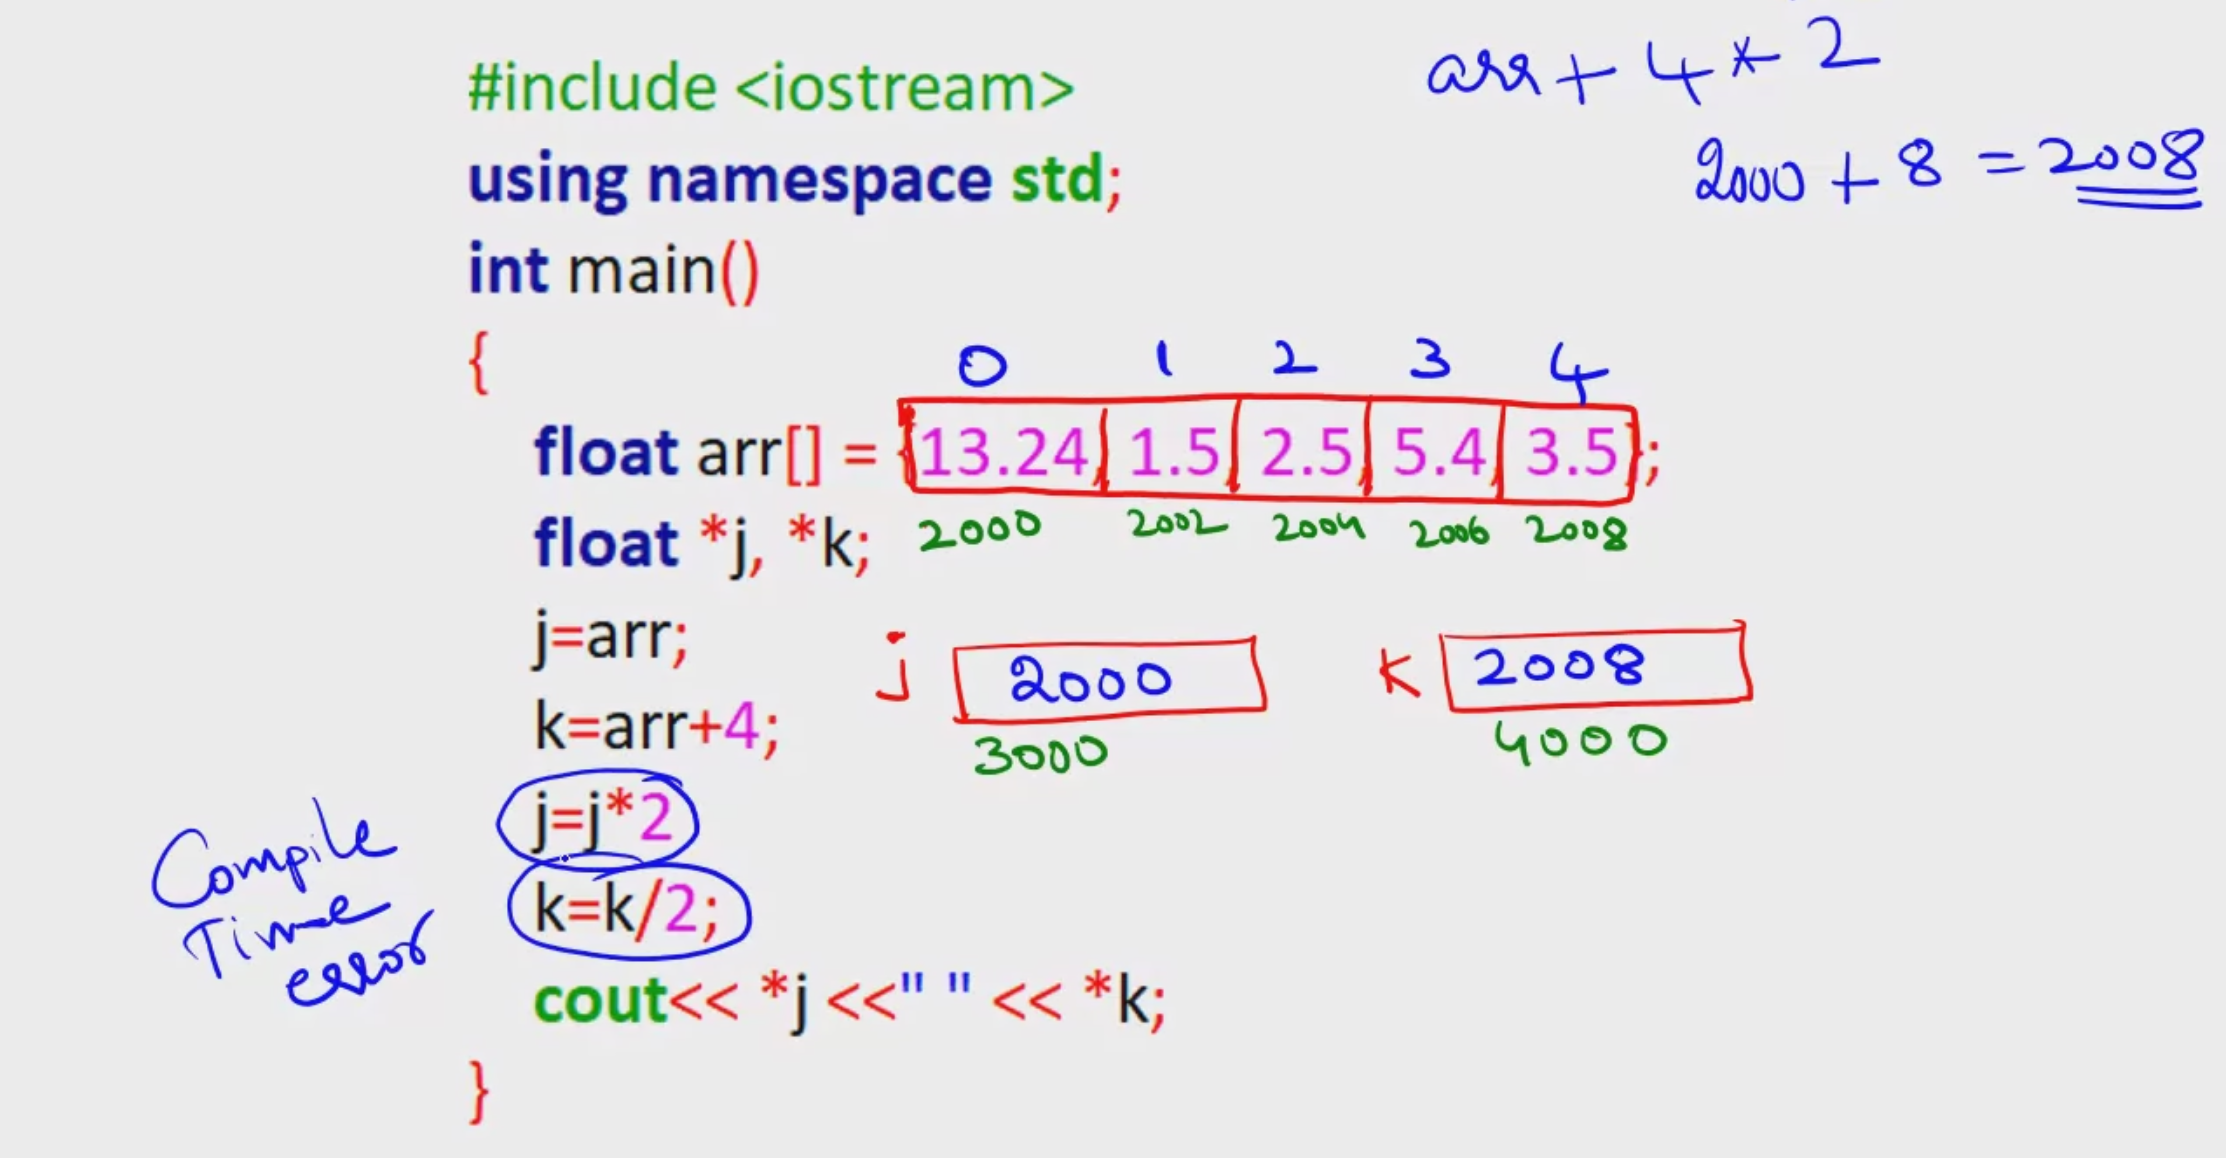 arr + 4 * 2
#include <iostream>
2000 + 8 = 2008
using namespace std;
int main()
{
0 1 2 3 4
float arr[] = {13.24, 1.5, 2.5, 5.4, 3.5};
2000 2002 2004 2006 2008
float *j, *k;
j=arr;
j 2000 K 2008
k=arr+4;
3000 4000
j=j*2
Compile
k=k/2;
Time
error
cout<< *j <<" " << *k;
}